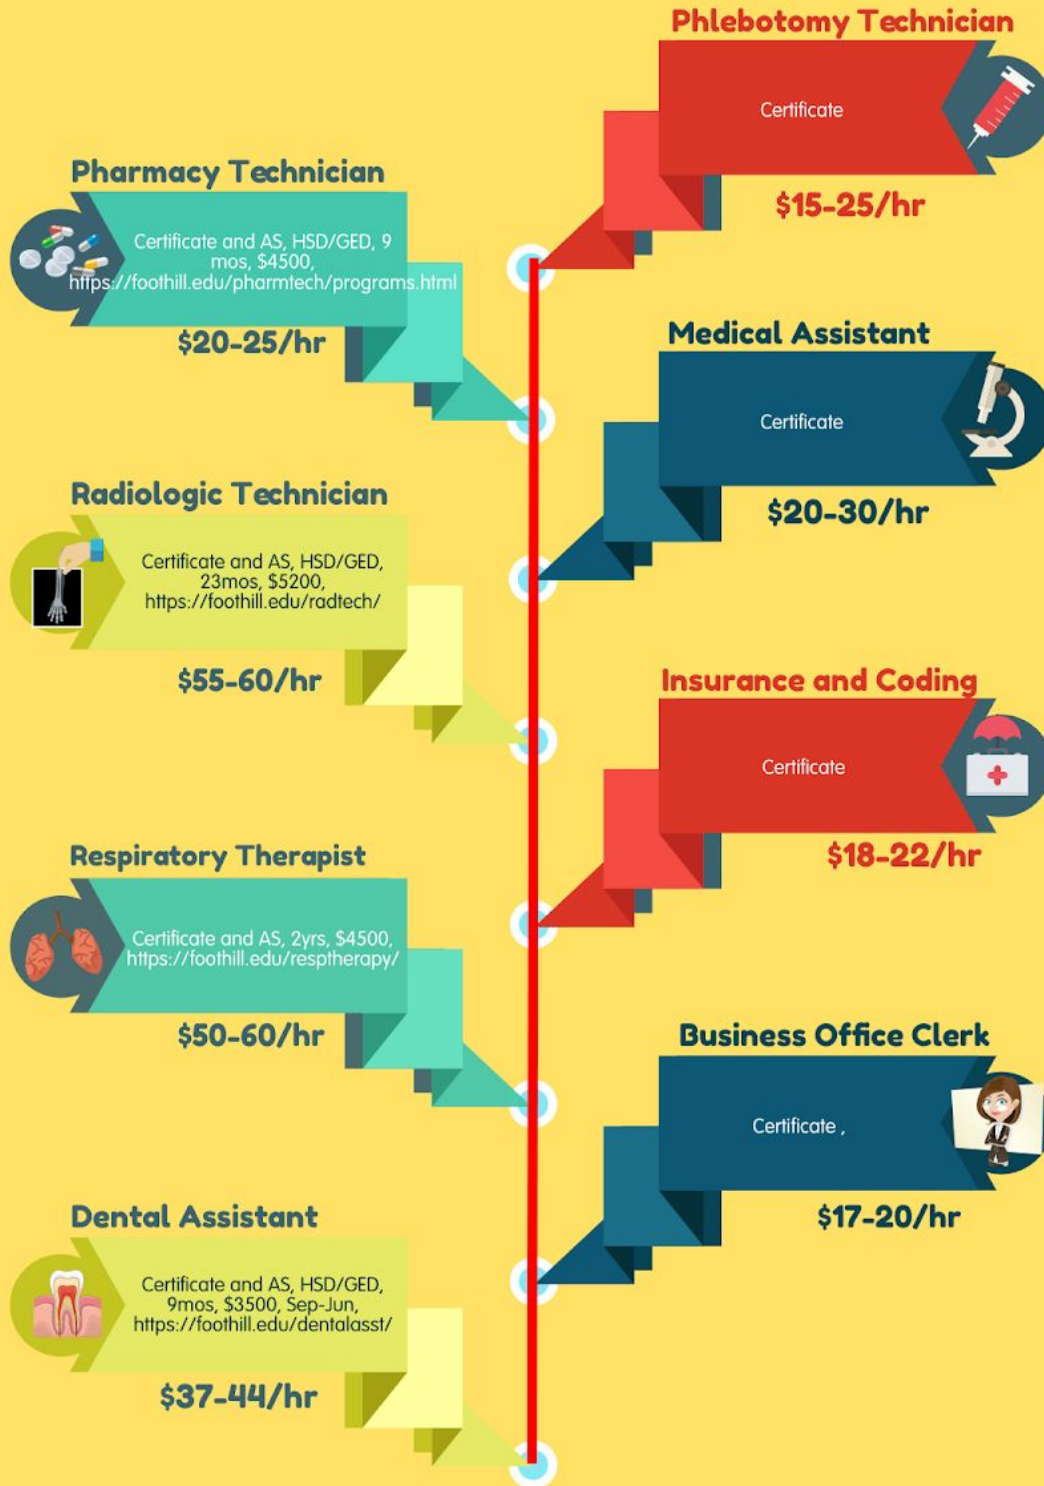 Phlebotomy Technician
Certificate
$15-25/hr
Pharmacy Technician
Certificate and AS, HSD/GED, 9
mos, $4500,
https://foothill.edu/pharmtech/programs.html
$20-25/hr
Medical Assistant
Certificate
$20-30/hr
Radiologic Technician
Certificate and AS, HSD/GED,
23mos, $5200,
https://foothill.edu/radtech/
$55-60/hr
Insurance and Coding
Certificate
$18-22/hr
Respiratory Therapist
Certificate and AS, 2yrs, $4500,
https://foothill.edu/resptherapy/
$50-60/hr
Business Office Clerk
Certificate ,
$17-20/hr
Dental Assistant
Certificate and AS, HSD/GED,
9mos, $3500, Sep-Jun,
https://foothill.edu/dentalasst/
$37-44/hr